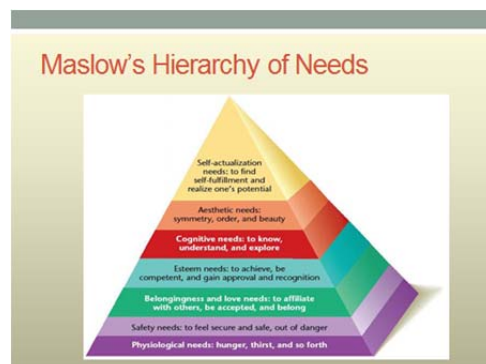 Maslow's Hierarchy of Needs
Self-actualization
needs: to find
self-fulfillment and
realize one's potential
Aesthetic needs:
symmetry, order, and beauty
Cognitive needs: to know,
understand, and explore
Esteem needs: to achieve, be
competent, and gain approval and recognition
Belongingness and love needs: to affiliate
with others, be accepted, and belong
Safety needs: to feel secure and safe, out of danger
Physiological needs: hunger, thirst, and so forth